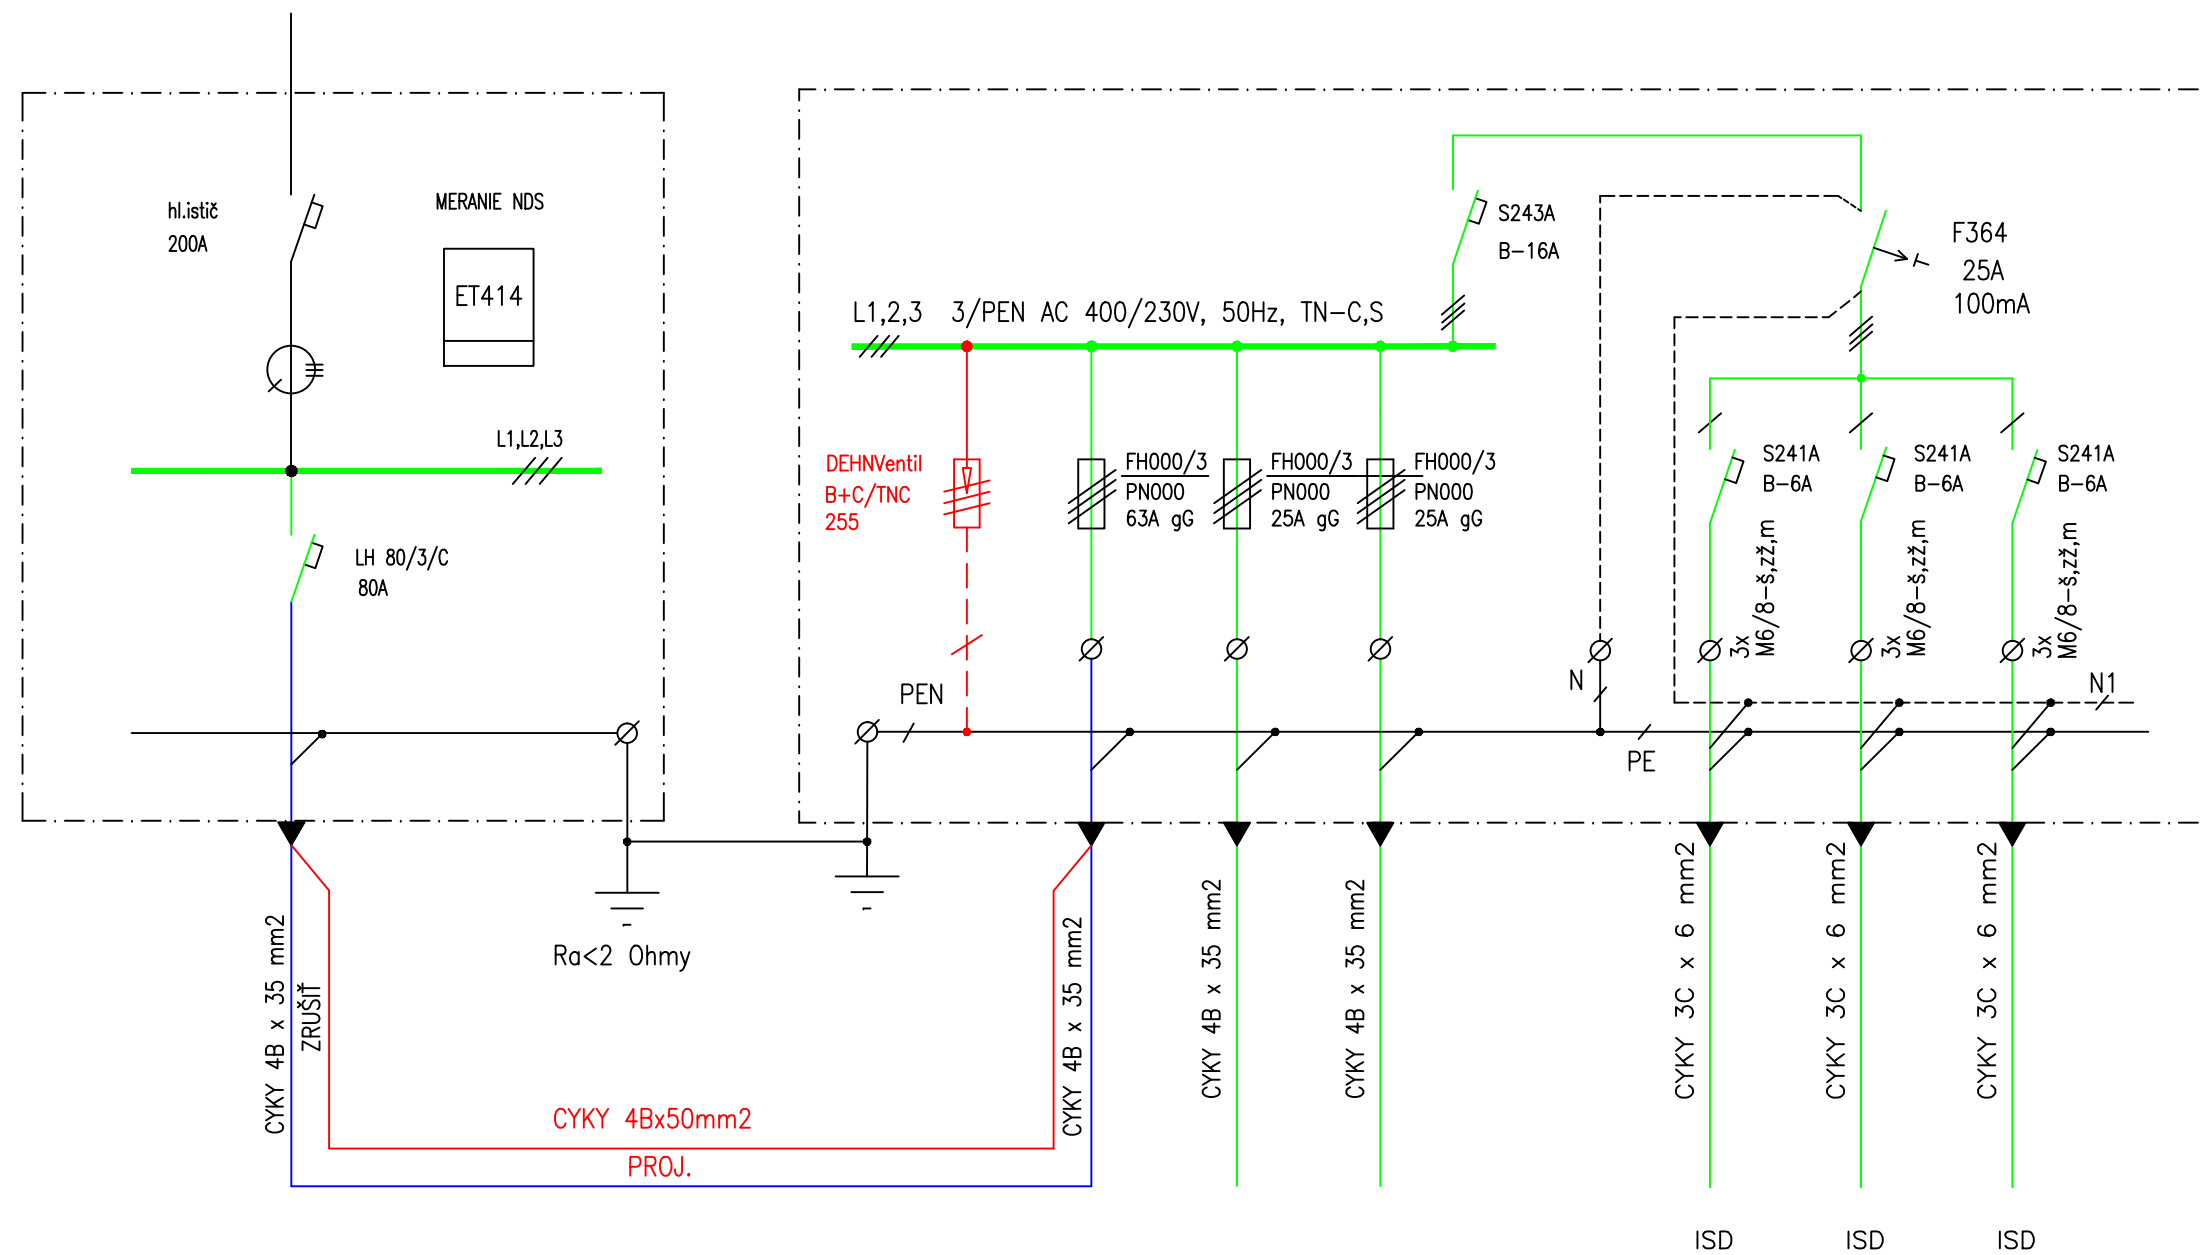 hl.istič
200A
MERANIE NDS
ET414
L1,L2,L3
LH 80/3/C
80A
CYKY 4B x 35 mm2
ZRUŠIŤ
Ra<2 Ohmy
CYKY 4Bx50mm2
PROJ.
CYKY 4B x 35 mm2
L1,2,3 3/PEN AC 400/230V, 50Hz, TN-C,S
S243A
B-16A
F364
25A
100mA
DEHNVentil
B+C/TNC
255
FH000/3
PN000
63A gG
FH000/3
PN000
25A gG
FH000/3
PN000
25A gG
S241A
B-6A
S241A
B-6A
S241A
B-6A
3x
M6/8-š,zž,m
3x
M6/8-š,zž,m
3x
M6/8-š,zž,m
PEN
N
PE
N1
CYKY 4B x 35 mm2
CYKY 4B x 35 mm2
CYKY 3C x 6 mm2
CYKY 3C x 6 mm2
CYKY 3C x 6 mm2
ISD
ISD
ISD